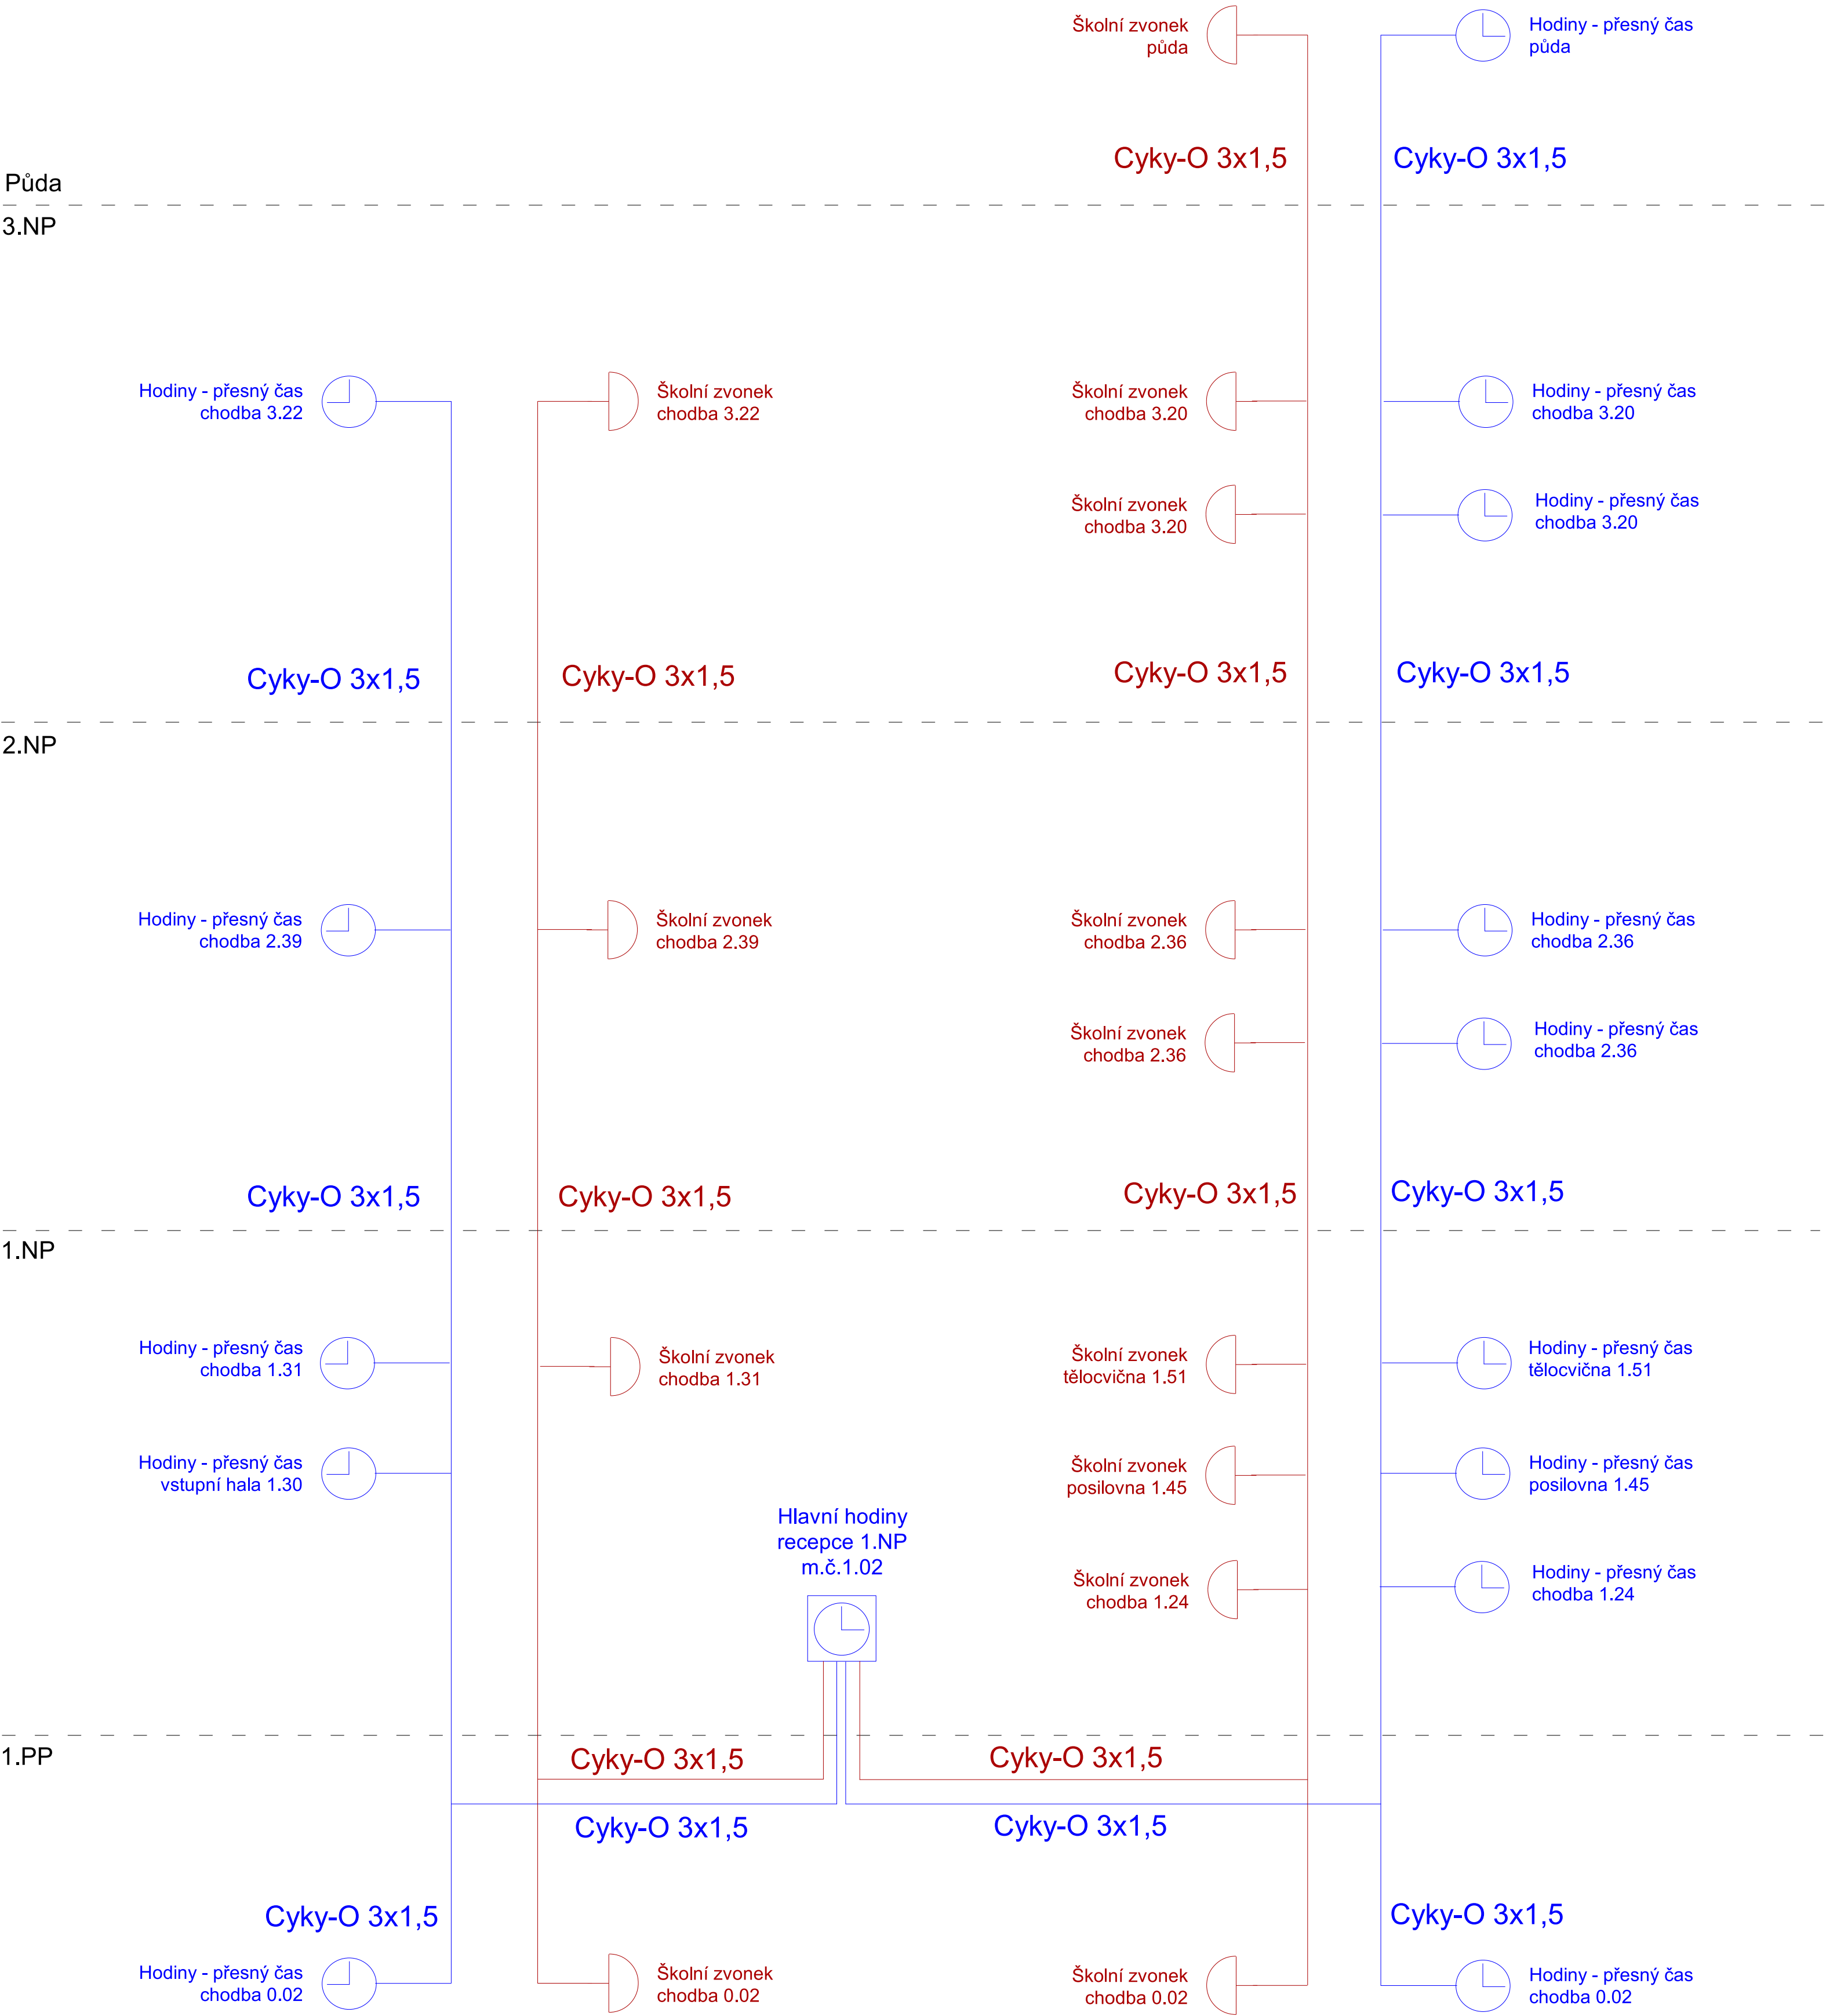 Školní zvonek
půda
Hodiny - přesný čas
půda
Cyky-O 3x1,5
Cyky-O 3x1,5
Půda
3.NP
Hodiny - přesný čas
chodba 3.22
Školní zvonek
chodba 3.22
Školní zvonek
chodba 3.20
Hodiny - přesný čas
chodba 3.20
Školní zvonek
chodba 3.20
Hodiny - přesný čas
chodba 3.20
Cyky-O 3x1,5
Cyky-O 3x1,5
Cyky-O 3x1,5
Cyky-O 3x1,5
2.NP
Hodiny - přesný čas
chodba 2.39
Školní zvonek
chodba 2.39
Školní zvonek
chodba 2.36
Hodiny - přesný čas
chodba 2.36
Školní zvonek
chodba 2.36
Hodiny - přesný čas
chodba 2.36
Cyky-O 3x1,5
Cyky-O 3x1,5
Cyky-O 3x1,5
Cyky-O 3x1,5
1.NP
Hodiny - přesný čas
chodba 1.31
Školní zvonek
chodba 1.31
Školní zvonek
tělocvična 1.51
Hodiny - přesný čas
tělocvična 1.51
Hodiny - přesný čas
vstupní hala 1.30
Školní zvonek
posilovna 1.45
Hodiny - přesný čas
posilovna 1.45
Hlavní hodiny
recepce 1.NP
m.č.1.02
Školní zvonek
chodba 1.24
Hodiny - přesný čas
chodba 1.24
1.PP
Cyky-O 3x1,5
Cyky-O 3x1,5
Cyky-O 3x1,5
Cyky-O 3x1,5
Cyky-O 3x1,5
Cyky-O 3x1,5
Hodiny - přesný čas
chodba 0.02
Školní zvonek
chodba 0.02
Školní zvonek
chodba 0.02
Hodiny - přesný čas
chodba 0.02